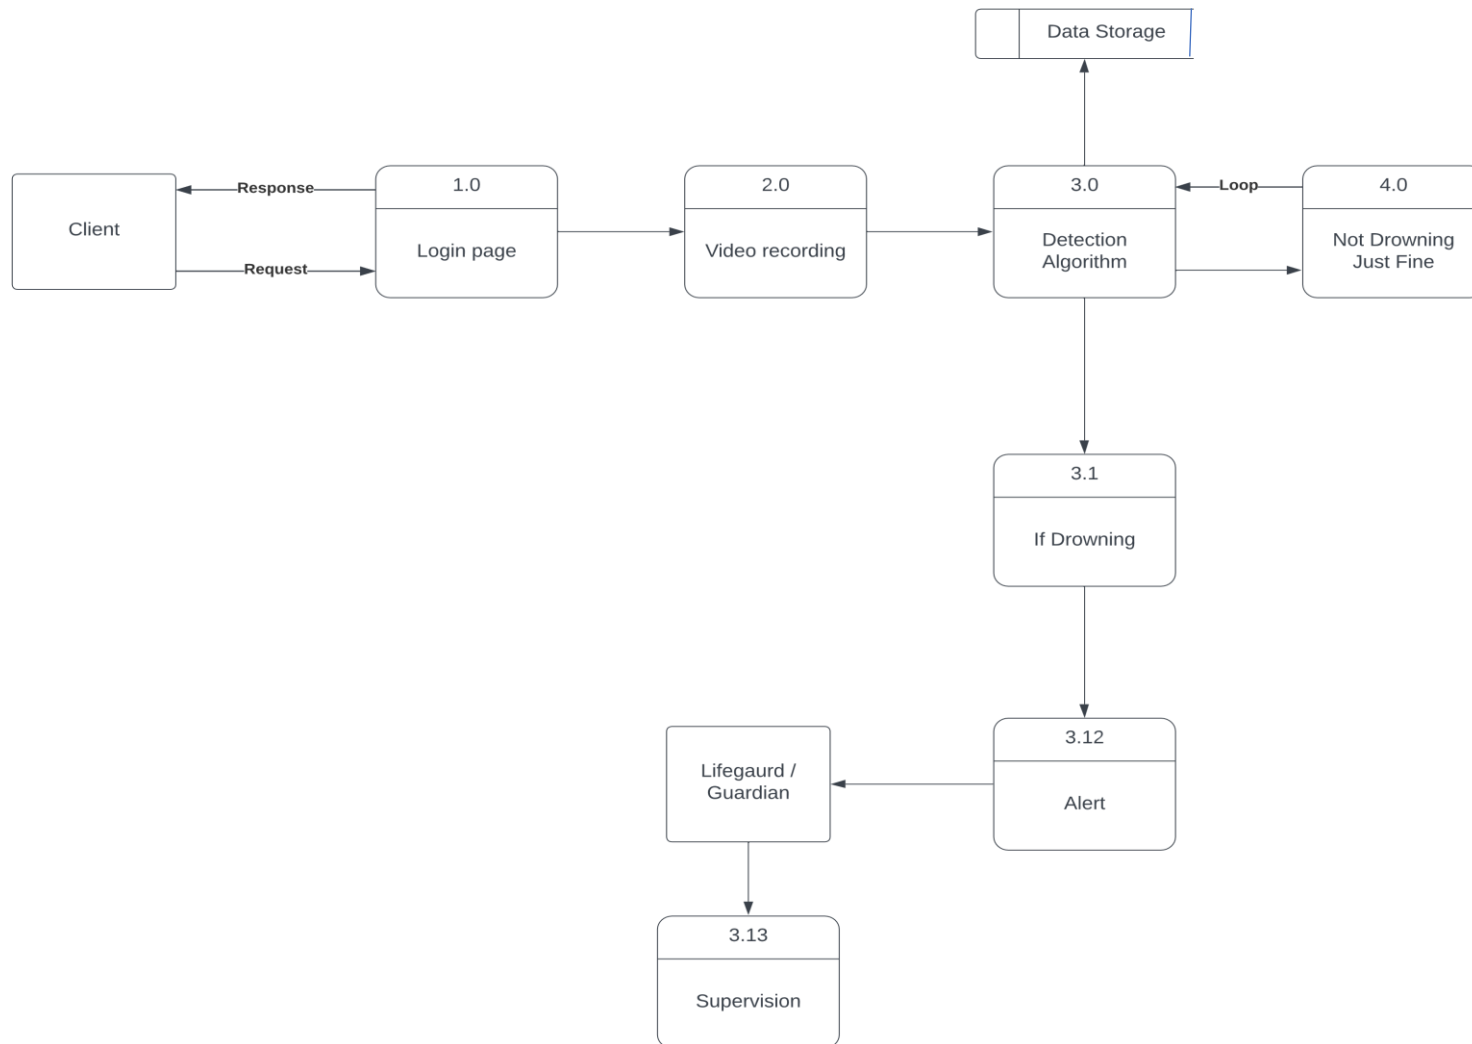 Data Storage
Response
Request
Client
1.0
Login page
2.0
Video recording
3.0
Detection
Algorithm
Loop
4.0
Not Drowning
Just Fine
3.1
If Drowning
3.12
Alert
Lifegaurd /
Guardian
3.13
Supervision